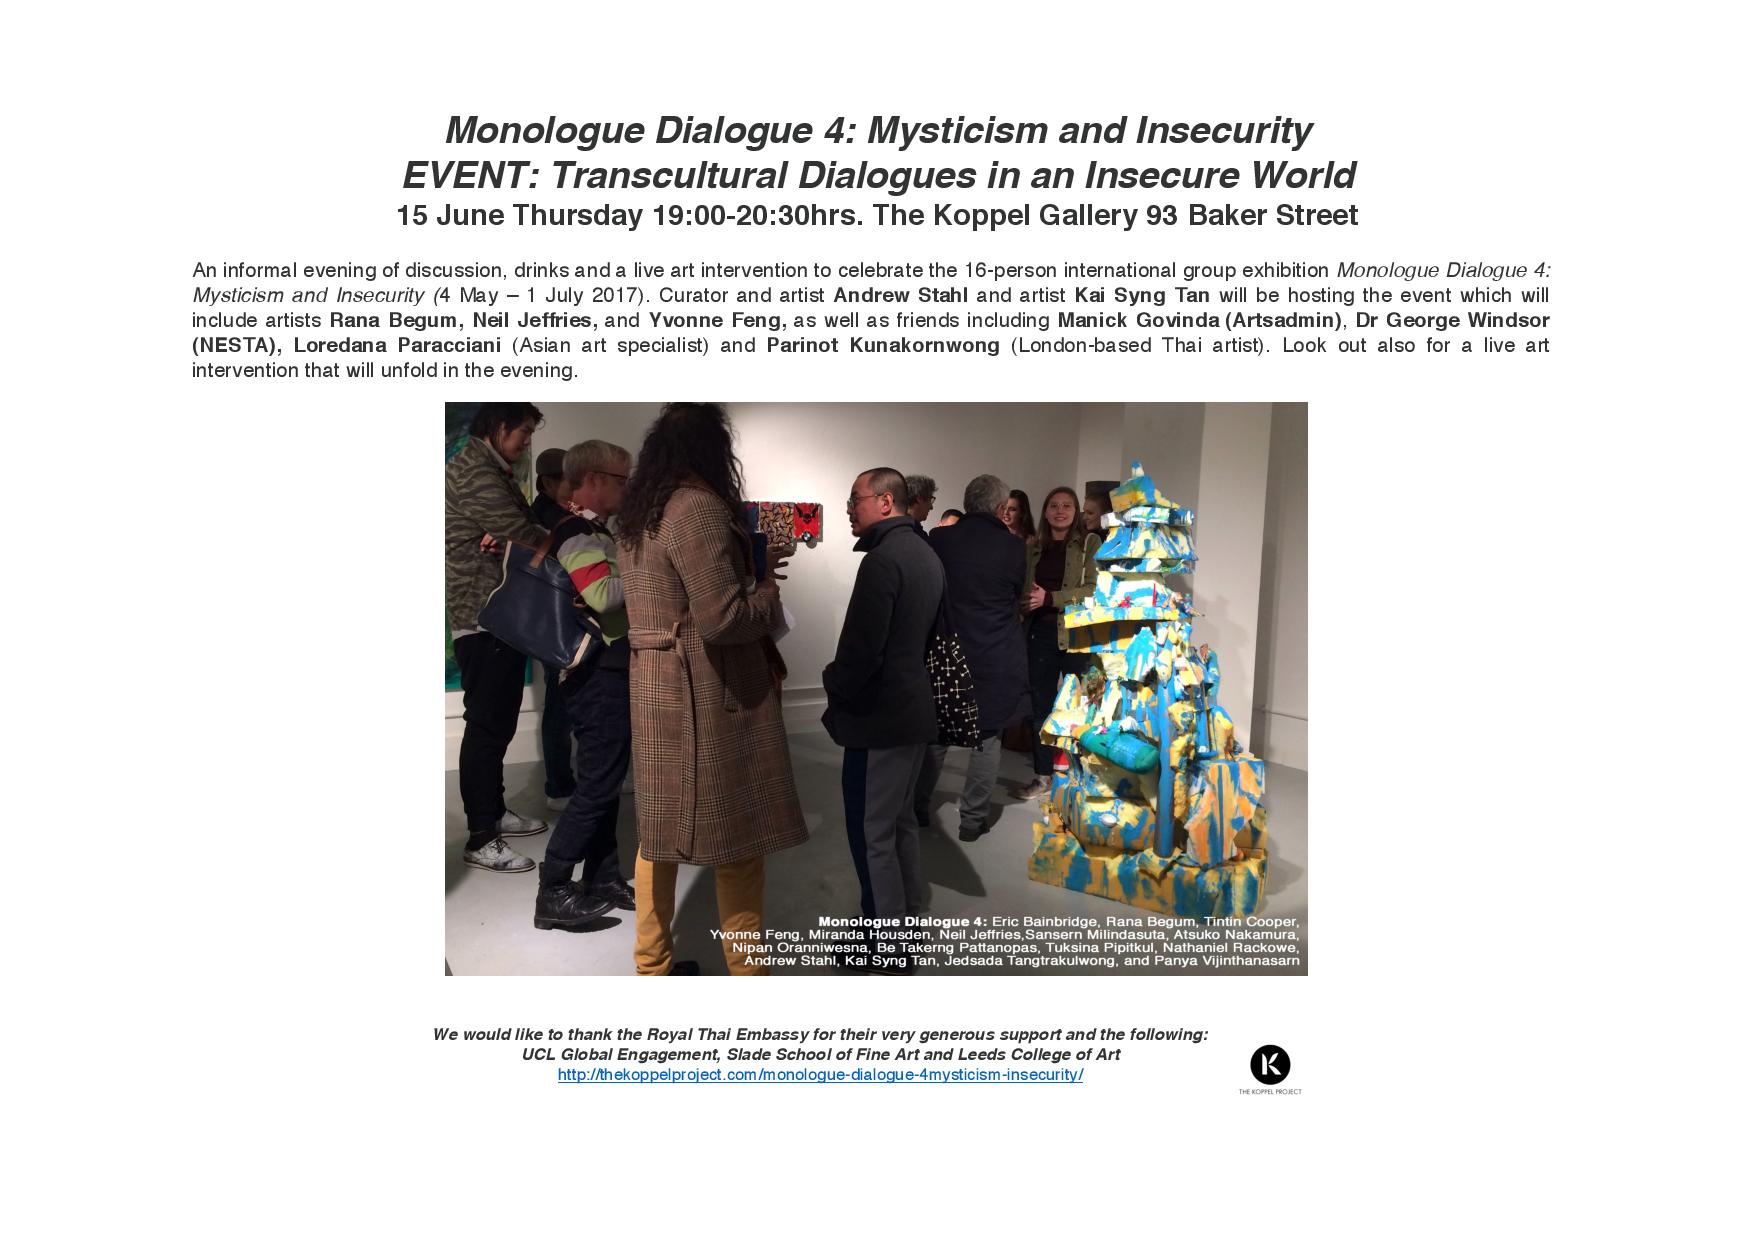 Monologue Dialogue 4: Mysticism and Insecurity
EVENT: Transcultural Dialogues in an Insecure World
15 June Thursday 19:00-20:30hrs. The Koppel Gallery 93 Baker Street
An informal evening of discussion, drinks and a live art intervention to celebrate the 16-person international group exhibition Monologue Dialogue 4:
Mysticism and Insecurity (4 May – 1 July 2017). Curator and artist Andrew Stahl and artist Kai Syng Tan will be hosting the event which will
include artists Rana Begum, Neil Jeffries, and Yvonne Feng, as well as friends including Manick Govinda (Artsadmin), Dr George Windsor
(NESTA), Loredana Paracciani (Asian art specialist) and Parinot Kunakornwong (London-based Thai artist). Look out also for a live art
intervention that will unfold in the evening.
Monologue Dialogue 4: Eric Bainbridge, Rana Begum, Tintin Cooper,
Yvonne Feng, Miranda Housden, Neil Jeffries,Sansern Milindasuta, Atsuko Nakamura,
Nipan Oranniwesna, Be Takerng Pattanopas, Tuksina Pipitkul, Nathaniel Rackowe,
Andrew Stahl, Kai Syng Tan, Jedsada Tangtrakulwong, and Panya Vijinthanasarn
We would like to thank the Royal Thai Embassy for their very generous support and the following:
UCL Global Engagement, Slade School of Fine Art and Leeds College of Art
http://thekoppelproject.com/monologue-dialogue-4mysticism-insecurity/
K
THE KOPPEL PROJECT